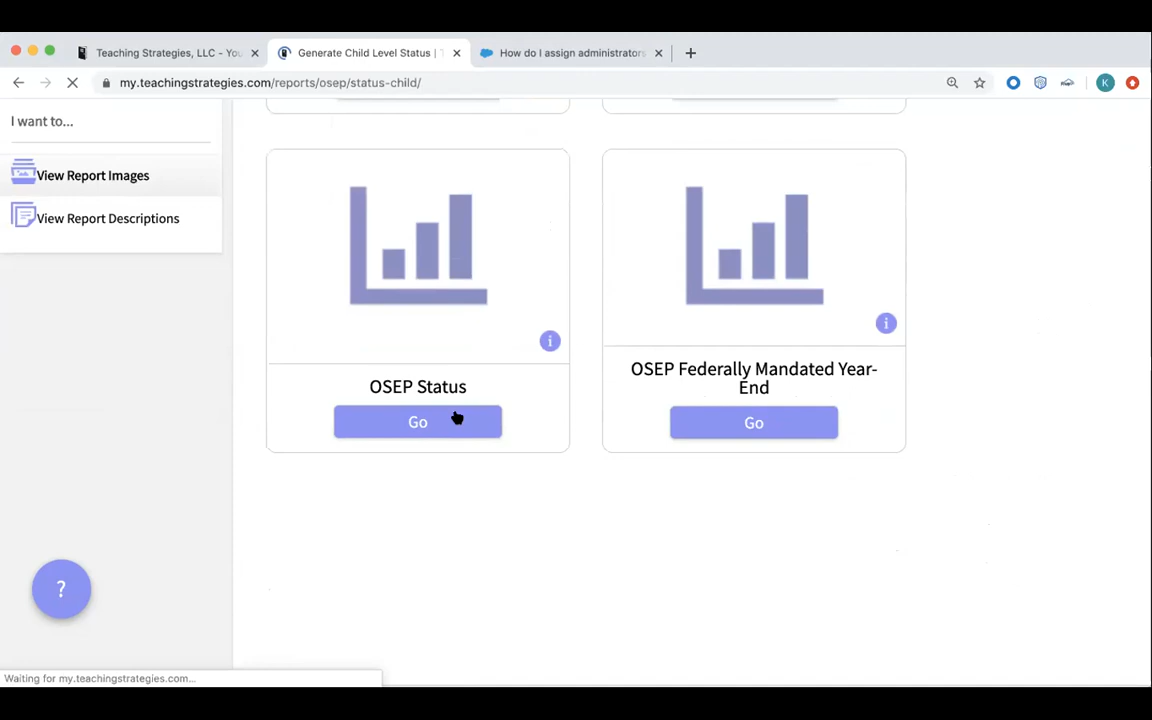 Teaching Strategies, LLC - You
Generate Child Level Status | T
How do I assign administrators
my.teachingstrategies.com/reports/osep/status-child/
K
I want to...
View Report Images
View Report Descriptions
i
i
OSEP Status
Go
OSEP Federally Mandated Year-
End
Go
?
Waiting for my.teachingstrategies.com...